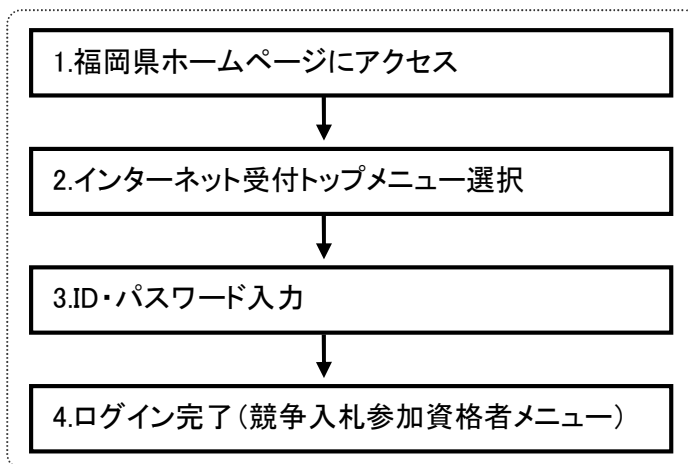 1.福岡県ホームページにアクセス
2.インターネット受付トップメニュー選択
3.ID・パスワード入力
4.ログイン完了（競争入札参加資格者メニュー）